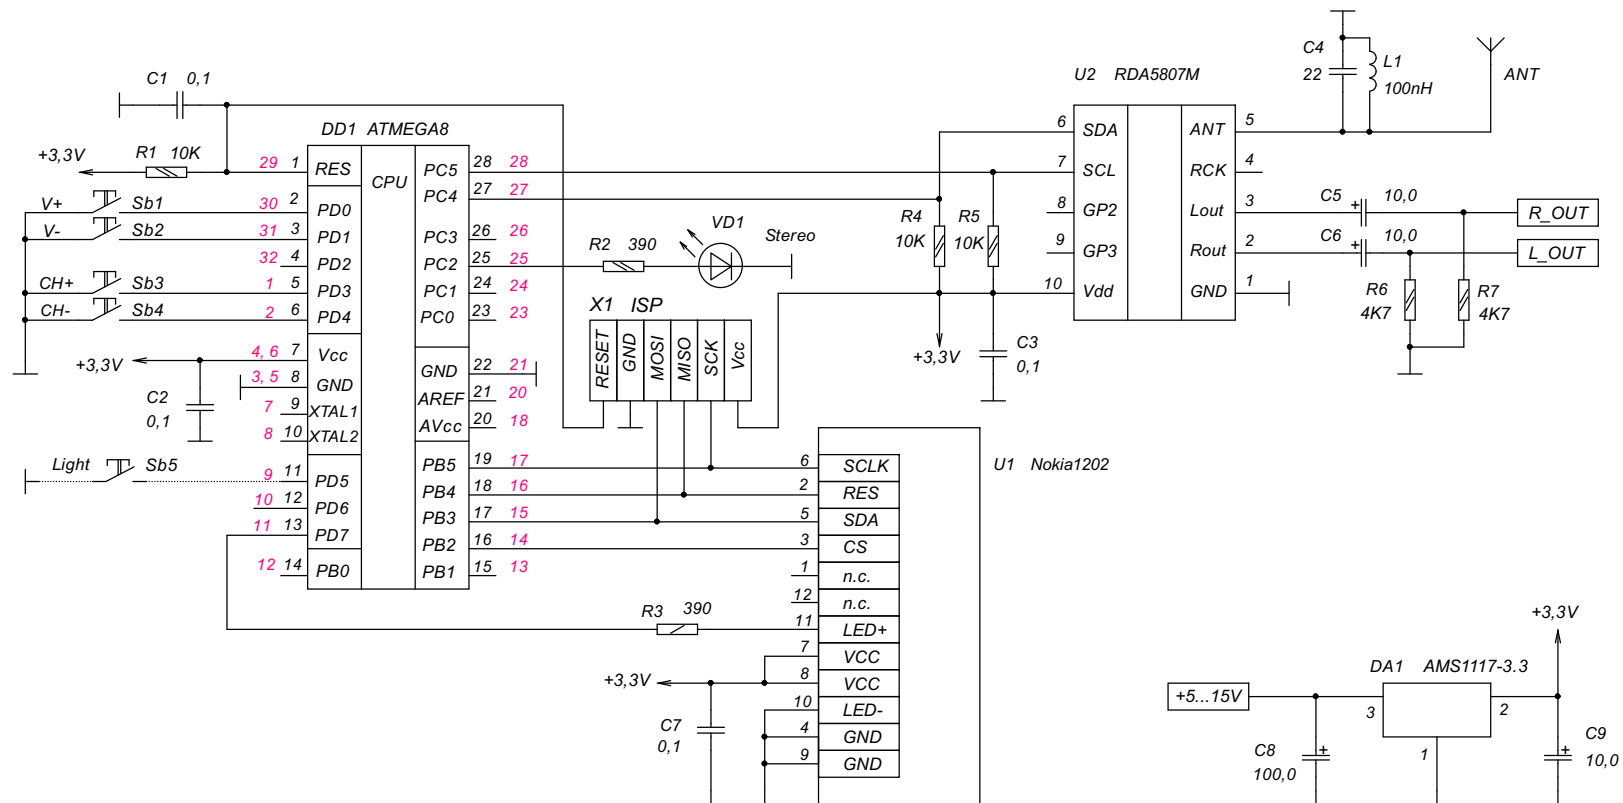 C1 0,1
DD1 ATMEGA8
+3,3V
R1 10K
29 1 RES
CPU
PC5 28 28
PC4 27 27
V+ Sb1 30 2 PD0
V- Sb2 31 3 PD1
32 4 PD2
CH+ Sb3 1 5 PD3
CH- Sb4 2 6 PD4
PC3 26 26
PC2 25 25
PC1 24 24
PC0 23 23
+3,3V
4, 6 7 Vcc
3, 5 8 GND
7 9 XTAL1
8 10 XTAL2
C2
0,1
GND 22 21
AREF 21 20
AVcc 20 18
Light Sb5 9 11 PD5
10 12 PD6
11 13 PD7
12 14 PB0
PB5 19 17
PB4 18 16
PB3 17 15
PB2 16 14
PB1 15 13
R2 390
VD1
Stereo
X1 ISP
RESET
GND
MOSI
MISO
SCK
Vcc
R4
10K
R5
10K
+3,3V
C3
0,1
U2 RDA5807M
6 SDA
7 SCL
8 GP2
9 GP3
10 Vdd
ANT 5
RCK 4
Lout 3
Rout 2
GND 1
C4
22
L1
100nH
ANT
C5 + 10,0
R_OUT
C6 + 10,0
L_OUT
R6
4K7
R7
4K7
U1 Nokia1202
6 SCLK
2 RES
5 SDA
3 CS
1 n.c.
12 n.c.
11 LED+
7 VCC
8 VCC
10 LED-
4 GND
9 GND
R3 390
+3,3V
C7
0,1
+3,3V
DA1 AMS1117-3.3
+5...15V
3
2
1
C8 +
100,0
+ C9
10,0